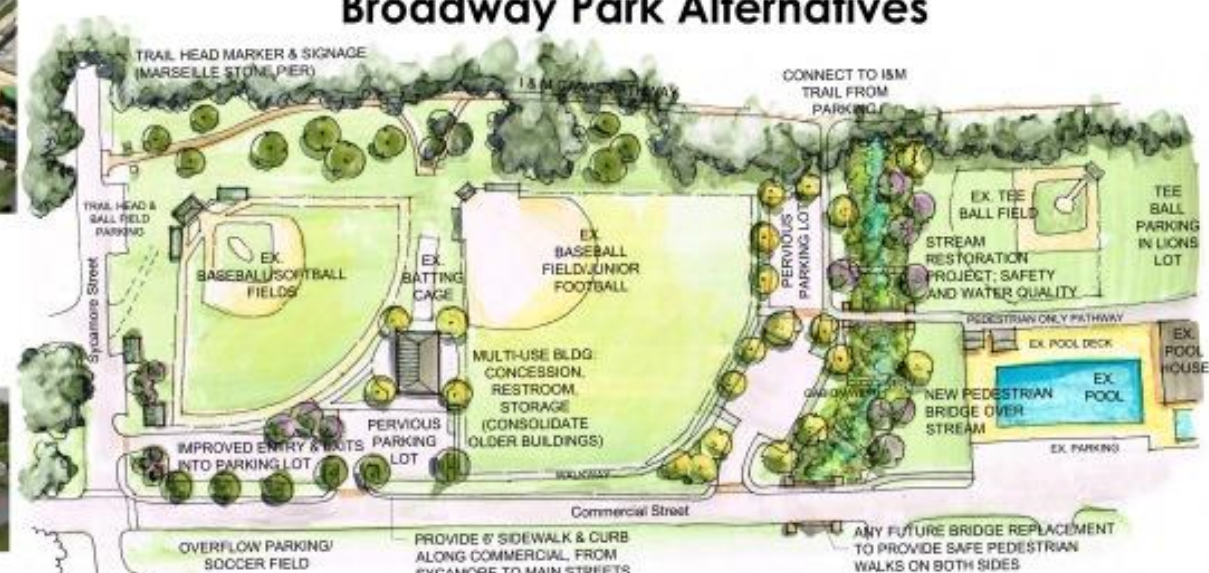 Broadway Park Alternatives
TRAIL HEAD MARKER & SIGNAGE
(MARSEILLE STONE PIER)
I & M
CONNECT TO I&M
TRAIL FROM
PARKING
TRAIL HEAD &
BALL FIELD
PARKING
Sycamore Street
EX.
BASEBALL/SOFTBALL
FIELDS
EX.
BATTING
CAGE
EX.
BASEBALL
FIELD/JUNIOR
FOOTBALL
PERVIOUS
PARKING LOT
EX. TEE
BALL FIELD
TEE
BALL
PARKING
IN LIONS
LOT
STREAM
RESTORATION
PROJECT; SAFETY
AND WATER QUALITY
PEDESTRIAN ONLY PATHWAY
EX. POOL DECK
EX.
POOL
EX.
POOL
HOUSE
MULTI-USE BLDG:
CONCESSION,
RESTROOM,
STORAGE
(CONSOLIDATE
OLDER BUILDINGS)
NEW PEDESTRIAN
BRIDGE OVER
STREAM
EX. PARKING
IMPROVED ENTRY & EXITS
INTO PARKING LOT
PERVIOUS
PARKING
LOT
WALKWAY
Commercial Street
OVERFLOW PARKING/
SOCCER FIELD
PROVIDE 6' SIDEWALK & CURB
ALONG COMMERCIAL, FROM
SYCAMORE TO MAIN STREETS
ANY FUTURE BRIDGE REPLACEMENT
TO PROVIDE SAFE PEDESTRIAN
WALKS ON BOTH SIDES